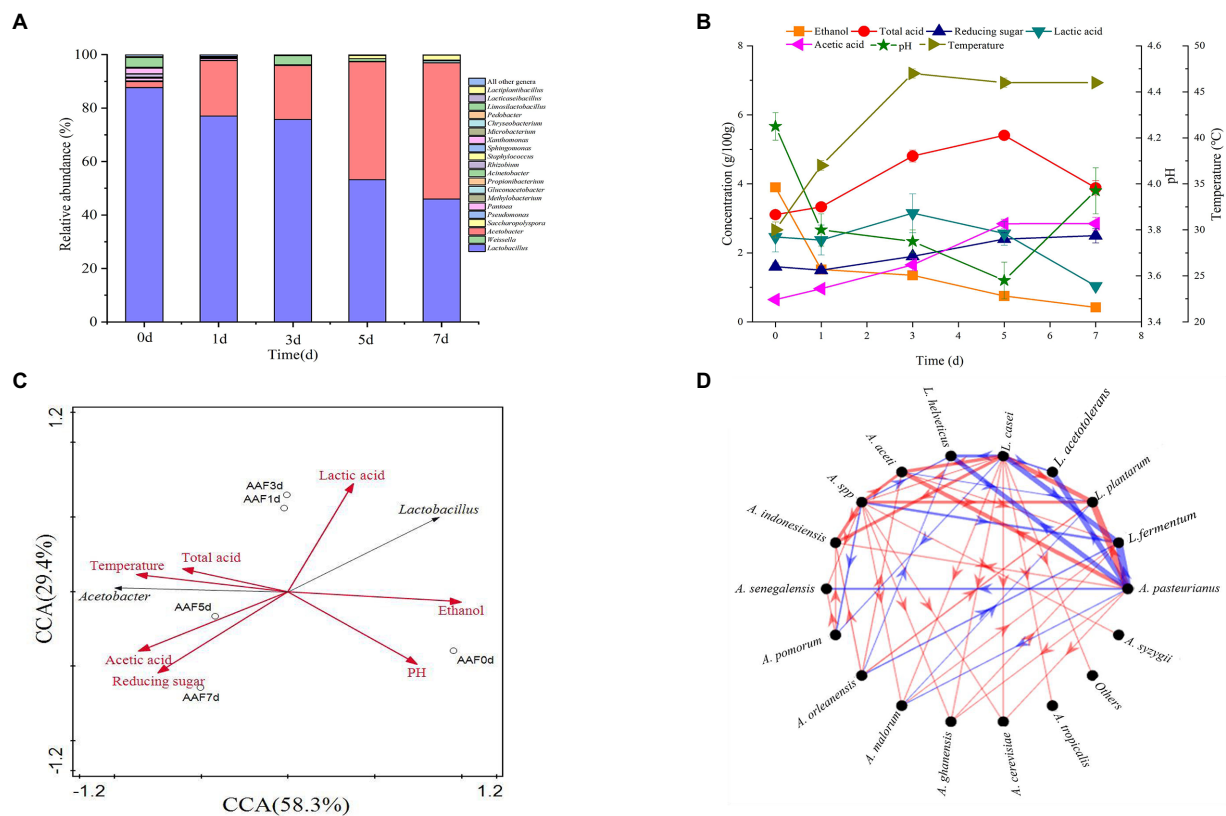 A
Relative abundance (%)
100
80
60
40
20
0
0d
1d
3d
5d
7d
Time(d)
All other genera
Lactiplantibacillus
Lacticaseibacillus
Limosilactobacillus
Pedobacter
Chryseobacterium
Microbacterium
Xanthomonas
Sphingomonas
Staphylococcus
Rhizobium
Acinetobacter
Propionibacterium
Gluconacetobacter
Methylobacterium
Pantoea
Pseudomonas
Saccharopolyspora
Acetobacter
Weissella
Lactobacillus
B
Ethanol Total acid Reducing sugar Lactic acid
Acetic acid pH Temperature
Concentration (g/100g)
8
6
4
2
0
0 1 2 3 4 5 6 7 8
Time (d)
4.6
4.4
4.2
4.0
3.8
3.6
3.4
pH
50
45
40
35
30
25
20
Temperature (℃)
C
CCA(29.4%)
1.2
-1.2
-1.2
1.2
CCA(58.3%)
Lactic acid
AAF3d
AAF1d
Lactobacillus
Total acid
Temperature
Acetobacter
AAF5d
Ethanol
Acetic acid
AAF0d
Reducing sugar
PH
AAF7d
D
L. helveticus
L. casei
L. acetotolerans
A. aceti
L. plantarum
A. spp
L.fermentum
A. indonesiensis
A. senegalensis
A. pasteurianus
A. pomorum
A. syzygii
A. orleanensis
Others
A. malorum
A. tropicalis
A. ghanensis
A. cerevisiae